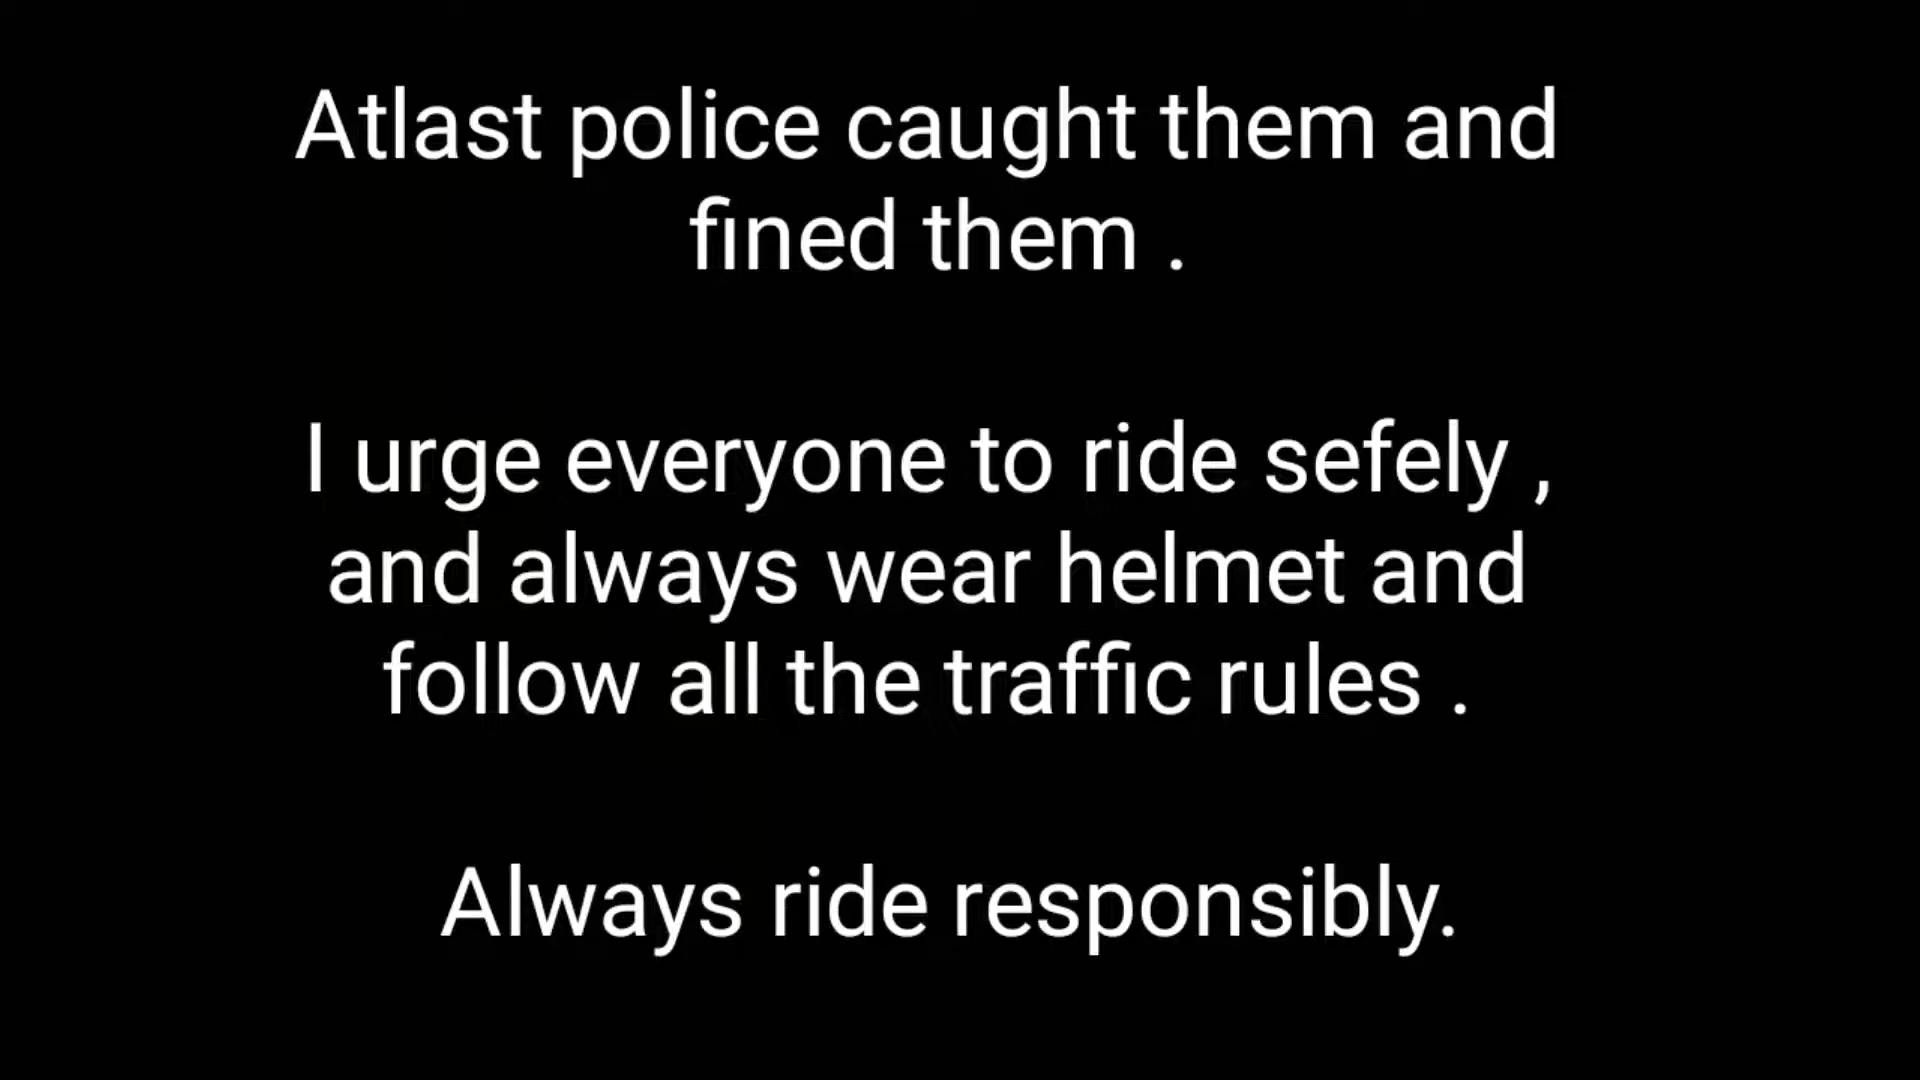 Atlast police caught them and
fined them .
I urge everyone to ride sefely ,
and always wear helmet and
follow all the traffic rules .
Always ride responsibly.